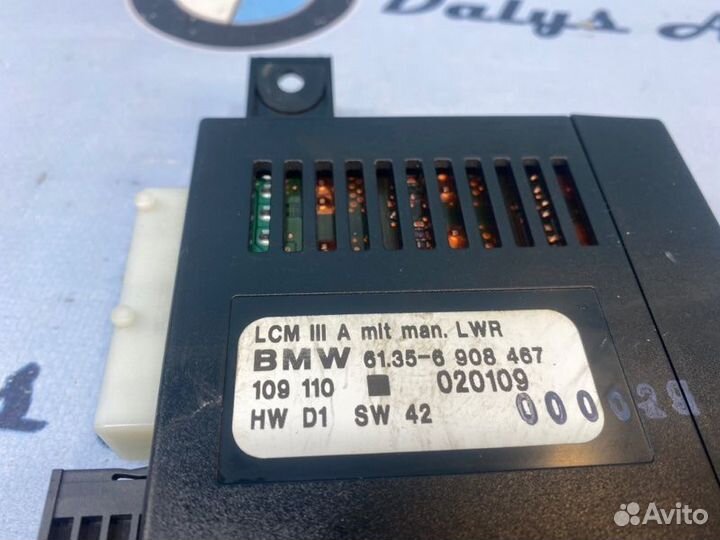 Dalys
LCM III A mit man. LWR
BMW 61.35-6 908 467
109 110 020109
HW D1 SW 42
Avito